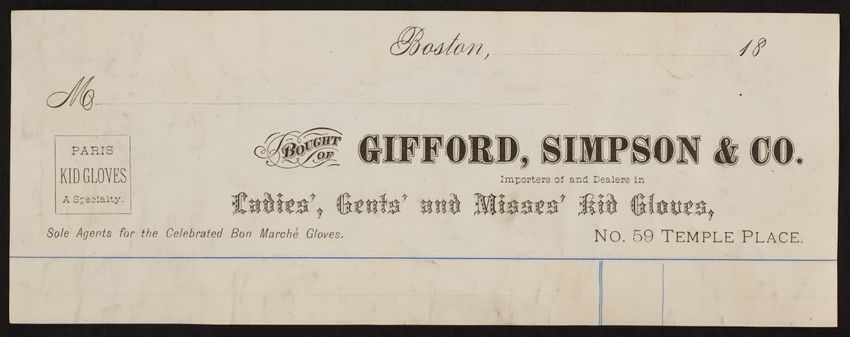 Boston, 18
M
BOUGHT OF GIFFORD, SIMPSON & CO.
Importers of and Dealers in
Ladies', Gents' and Misses' Kid Gloves,
PARIS
KID GLOVES
A Specialty.
Sole Agents for the Celebrated Bon Marché Gloves.
No. 59 TEMPLE PLACE.